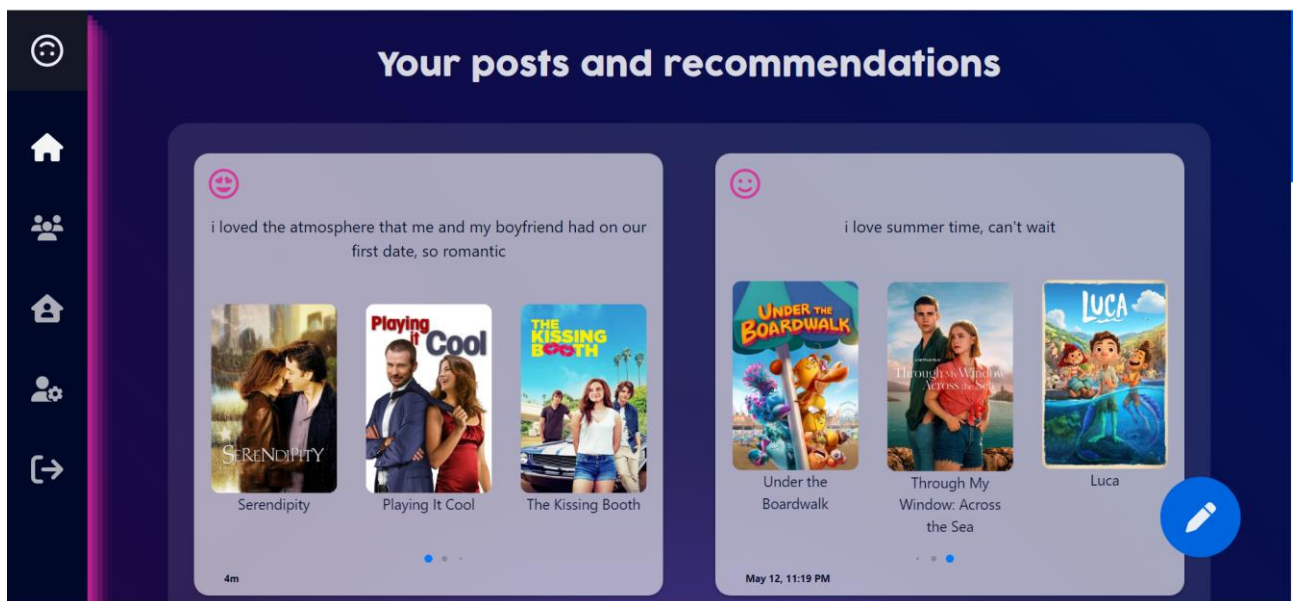 Your posts and recommendations
i loved the atmosphere that me and my boyfriend had on our
first date, so romantic
SERENDIPITY
Playing
it Cool
THE
KISSING
BOOTH
Serendipity
Playing It Cool
The Kissing Booth
4m
i love summer time, can't wait
UNDER THE
BOARDWALK
Through My Window
Across the Sea
LUCA
Under the
Boardwalk
Through My
Window: Across
the Sea
Luca
May 12, 11:19 PM